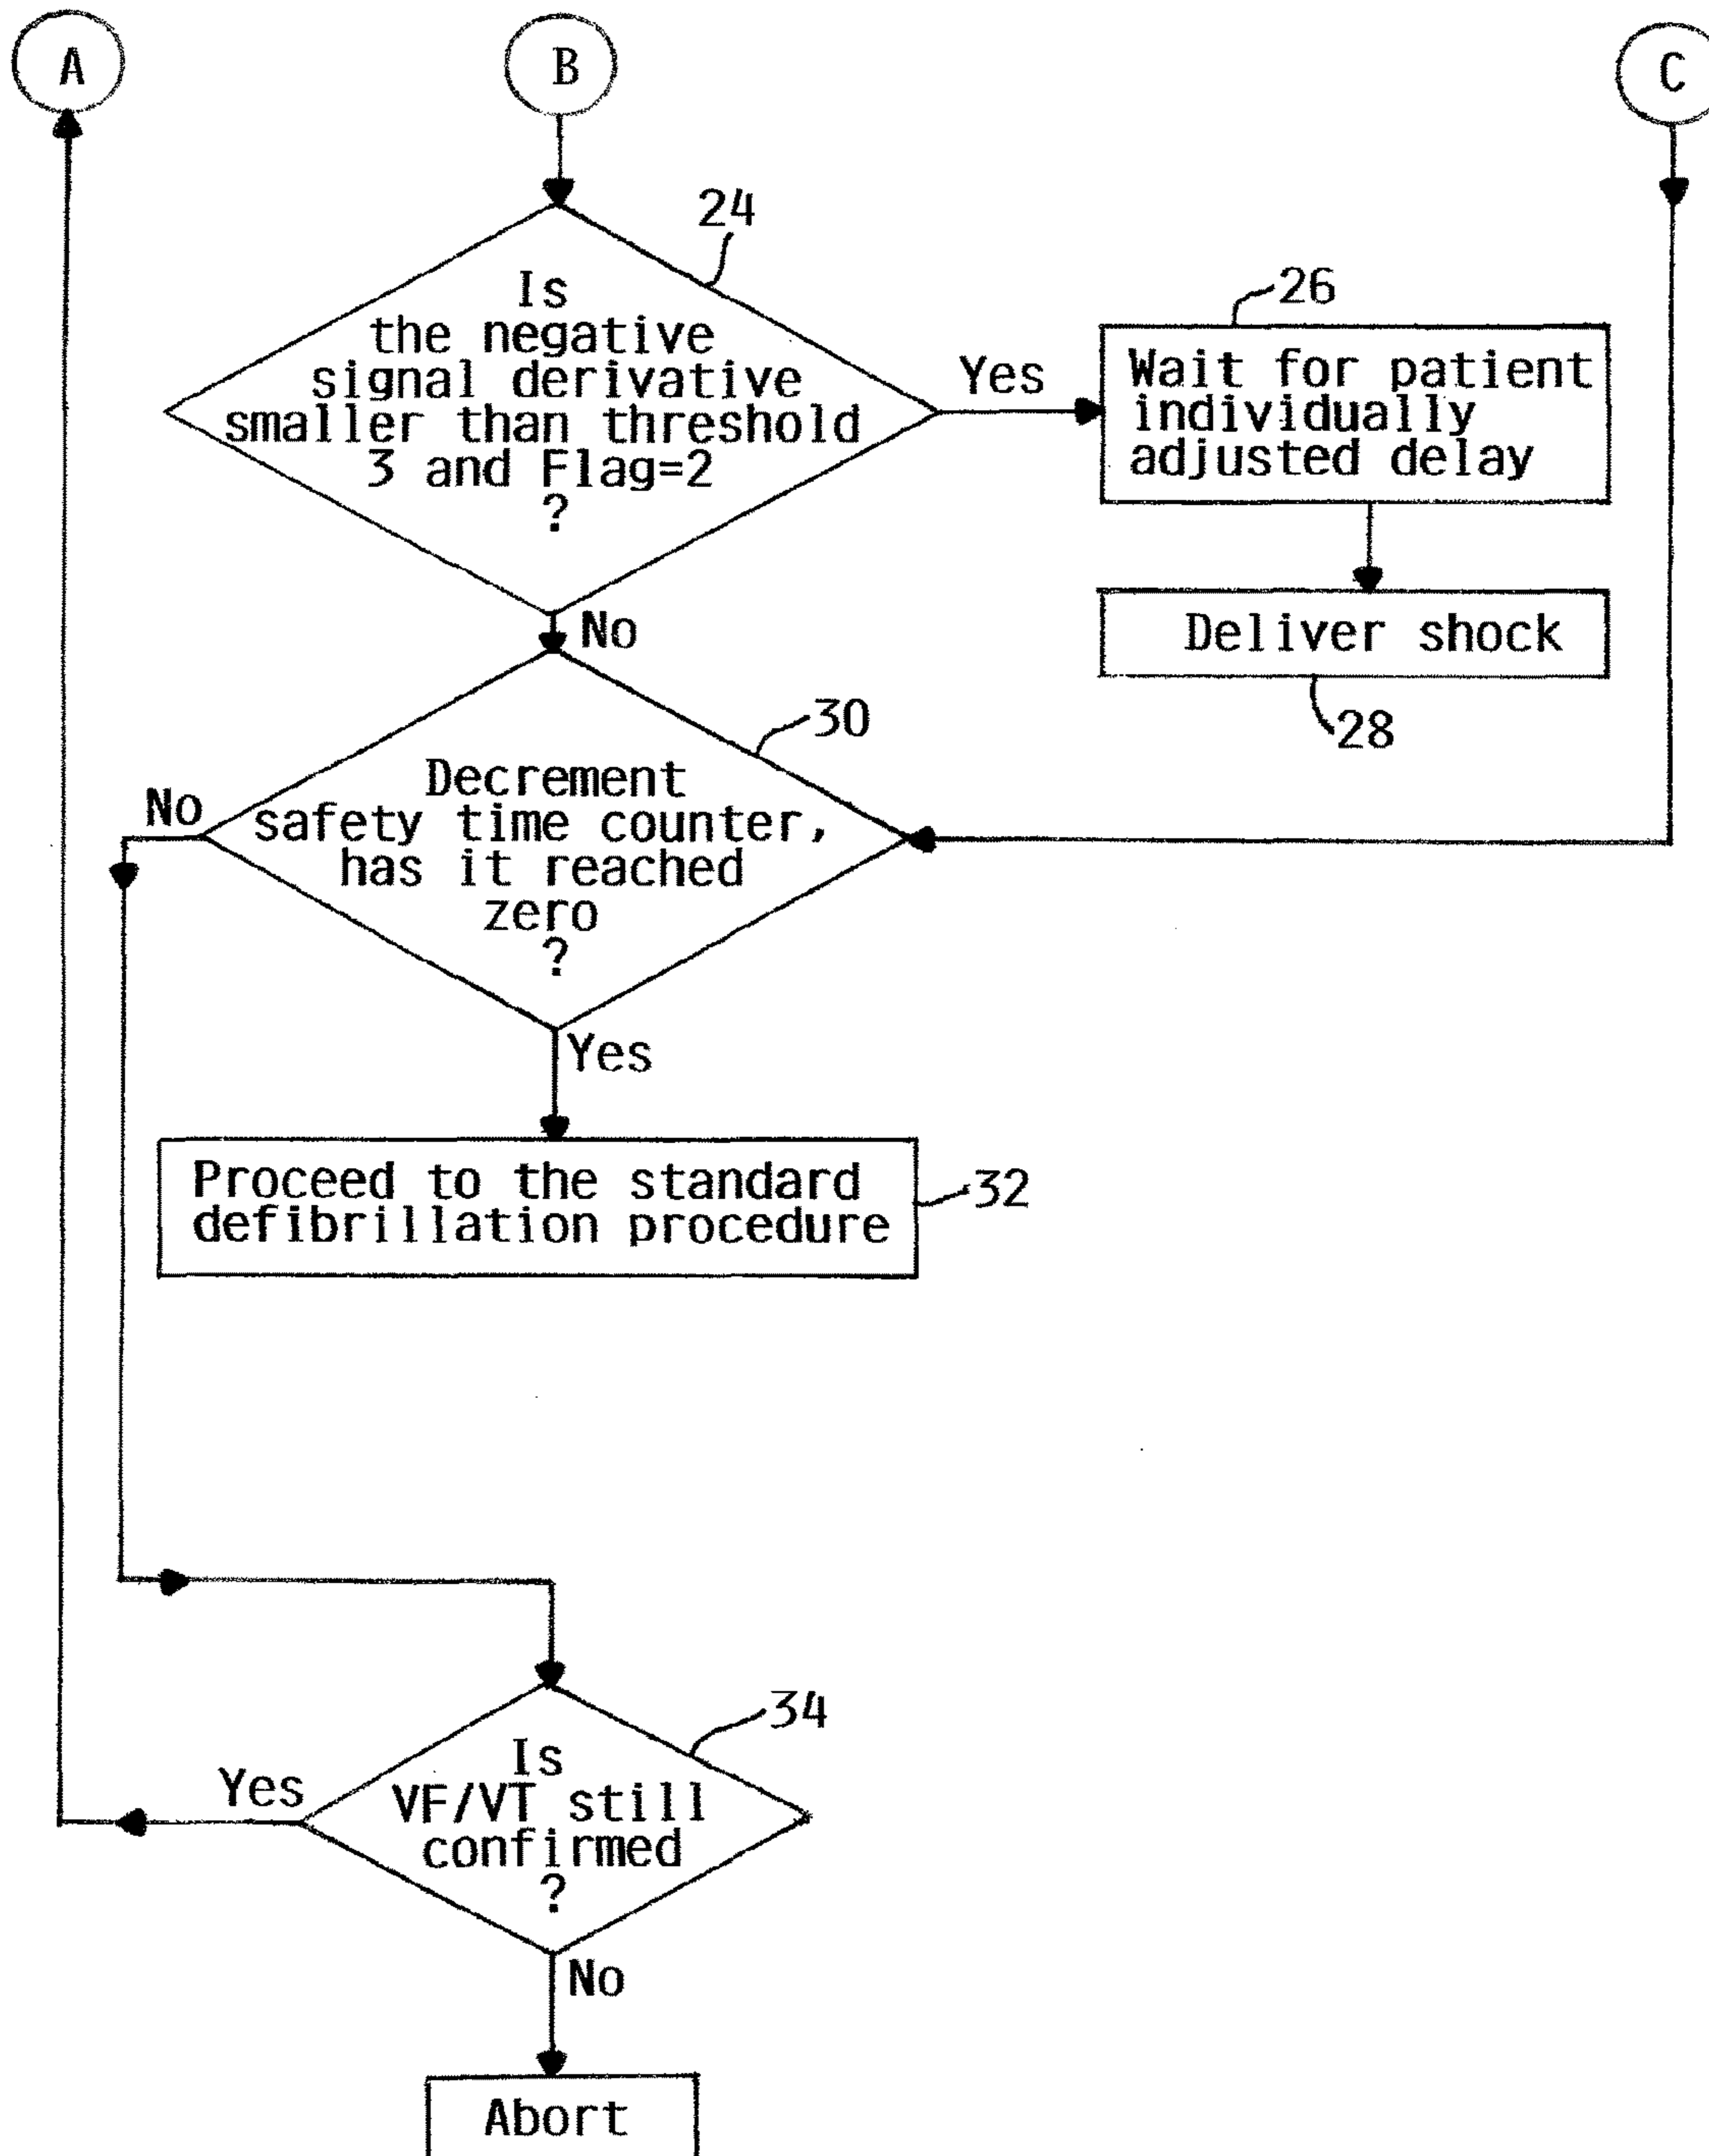 A
B
C
24
Is
the negative
signal derivative
smaller than threshold
3 and Flag=2
?
Yes
26
Wait for patient
individually
adjusted delay
No
Deliver shock
28
30
No
Decrement
safety time counter,
has it reached
zero
?
Yes
Proceed to the standard
defibrillation procedure
32
34
Is
VF/VT still
confirmed
?
Yes
No
Abort